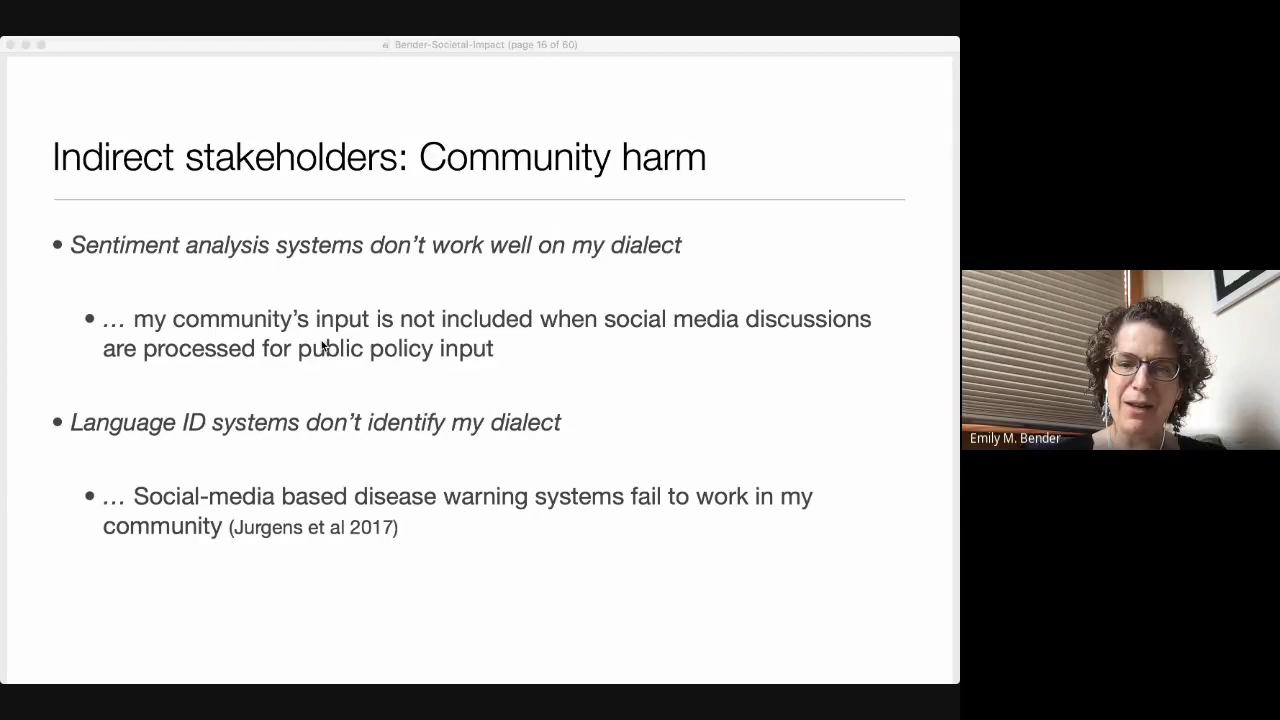 Bender-Societal-Impact (page 16 of 60)
Indirect stakeholders: Community harm
• Sentiment analysis systems don't work well on my dialect
• … my community's input is not included when social media discussions
are processed for public policy input
• Language ID systems don't identify my dialect
• … Social-media based disease warning systems fail to work in my
community (Jurgens et al 2017)
Emily M. Bender